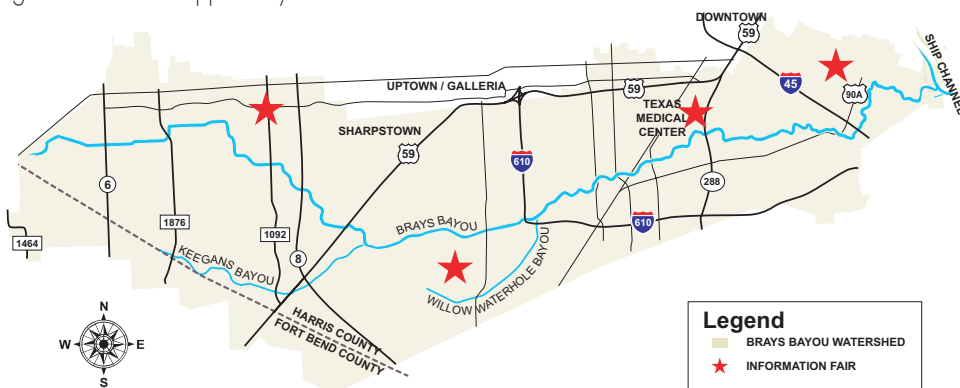 DOWNTOWN
59
SHIP CHANNEL
UPTOWN / GALLERIA
59
45
90A
TEXAS
MEDICAL
CENTER
SHARPSTOWN
59
610
6
288
1876
1092
610
1464
8
BRAYS BAYOU
KEEGANS BAYOU
WILLOW WATERHOLE BAYOU
HARRIS COUNTY
FORT BEND COUNTY
N
W
E
S
Legend
BRAYS BAYOU WATERSHED
INFORMATION FAIR